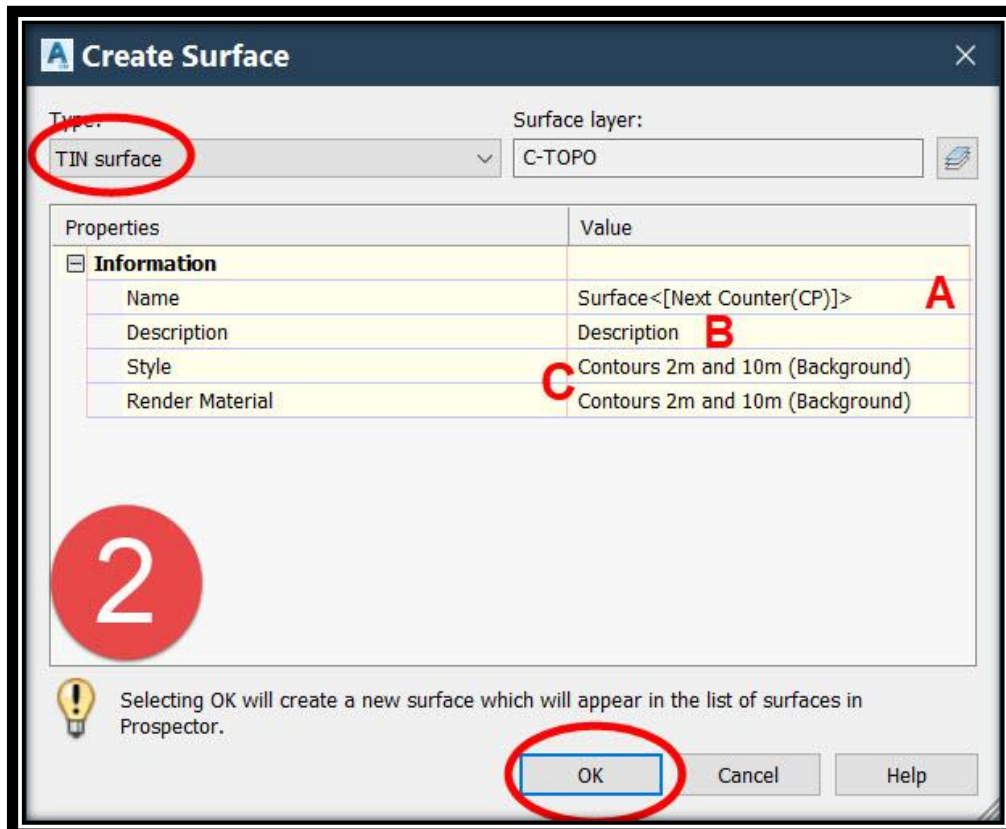 Create Surface
Type: Surface layer:
TIN surface C-TOPO
Properties Value
Information
Name Surface<[Next Counter(CP)]> A
Description Description B
Style C Contours 2m and 10m (Background)
Render Material Contours 2m and 10m (Background)
2
Selecting OK will create a new surface which will appear in the list of surfaces in
Prospector.
OK Cancel Help